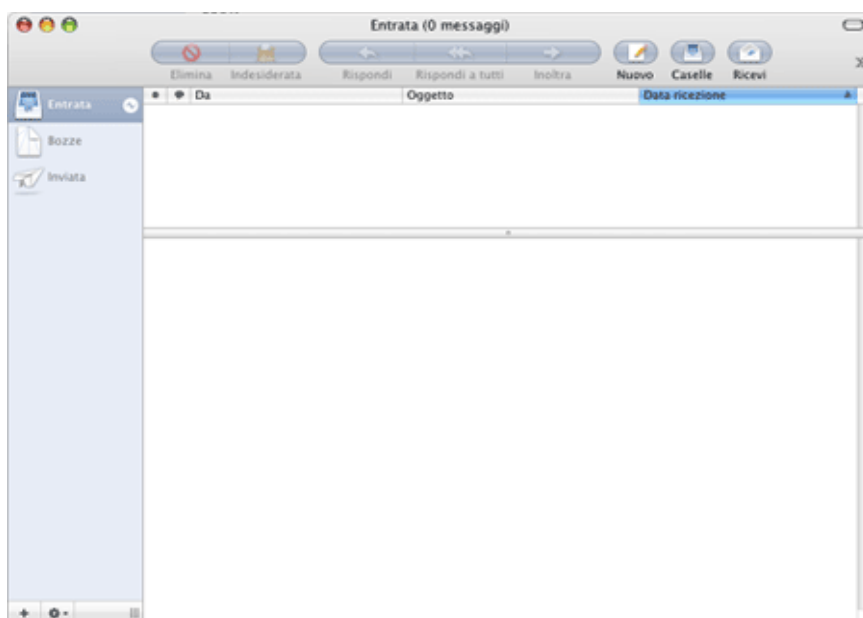 Entrata (0 messaggi)
Elimina Indesiderata Rispondi Rispondi a tutti Inoltra Nuovo Caselle Ricevi
Da Oggetto Data ricezione
Entrata
Bozze
Inviata